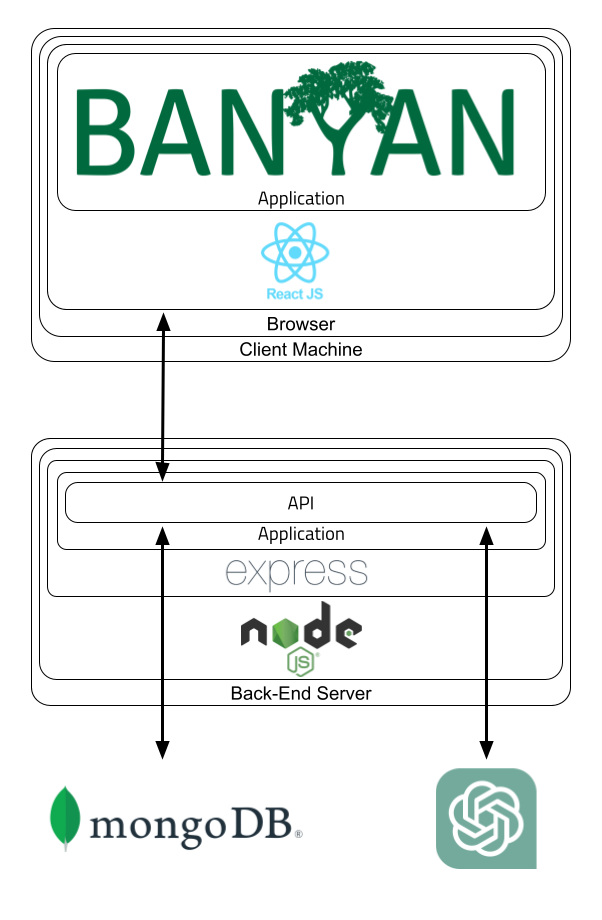 BANYAN
Application
React JS
Browser
Client Machine
API
Application
express
node
JS®
Back-End Server
mongoDB®